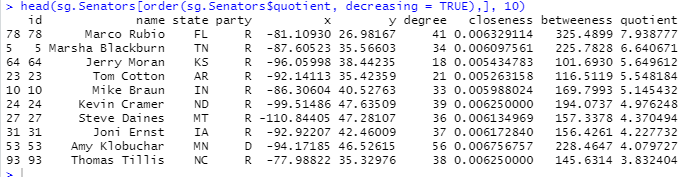 > head(sg.Senators[order(sg.Senators$quotient, decreasing = TRUE),], 10)
id name state party x y degree closeness betweeness quotient
78 78 Marco Rubio FL R -81.10930 26.98167 41 0.006329114 325.4899 7.938777
5 5 Marsha Blackburn TN R -87.60523 35.56603 34 0.006097561 225.7828 6.640671
64 64 Jerry Moran KS R -96.05998 38.44235 18 0.005434783 101.6930 5.649612
23 23 Tom Cotton AR R -92.14113 35.42359 21 0.005263158 116.5119 5.548184
10 10 Mike Braun IN R -86.30604 40.52763 33 0.005988024 169.7993 5.145432
24 24 Kevin Cramer ND R -99.51486 47.63509 39 0.006250000 194.0737 4.976248
27 27 Steve Daines MT R -110.84405 47.28107 36 0.006134969 157.3378 4.370494
31 31 Joni Ernst IA R -92.92207 42.46009 37 0.006172840 156.4261 4.227732
53 53 Amy Klobuchar MN D -94.17185 46.52615 56 0.006756757 228.4647 4.079727
93 93 Thomas Tillis NC R -77.98822 35.32976 38 0.006250000 145.6314 3.832404
>